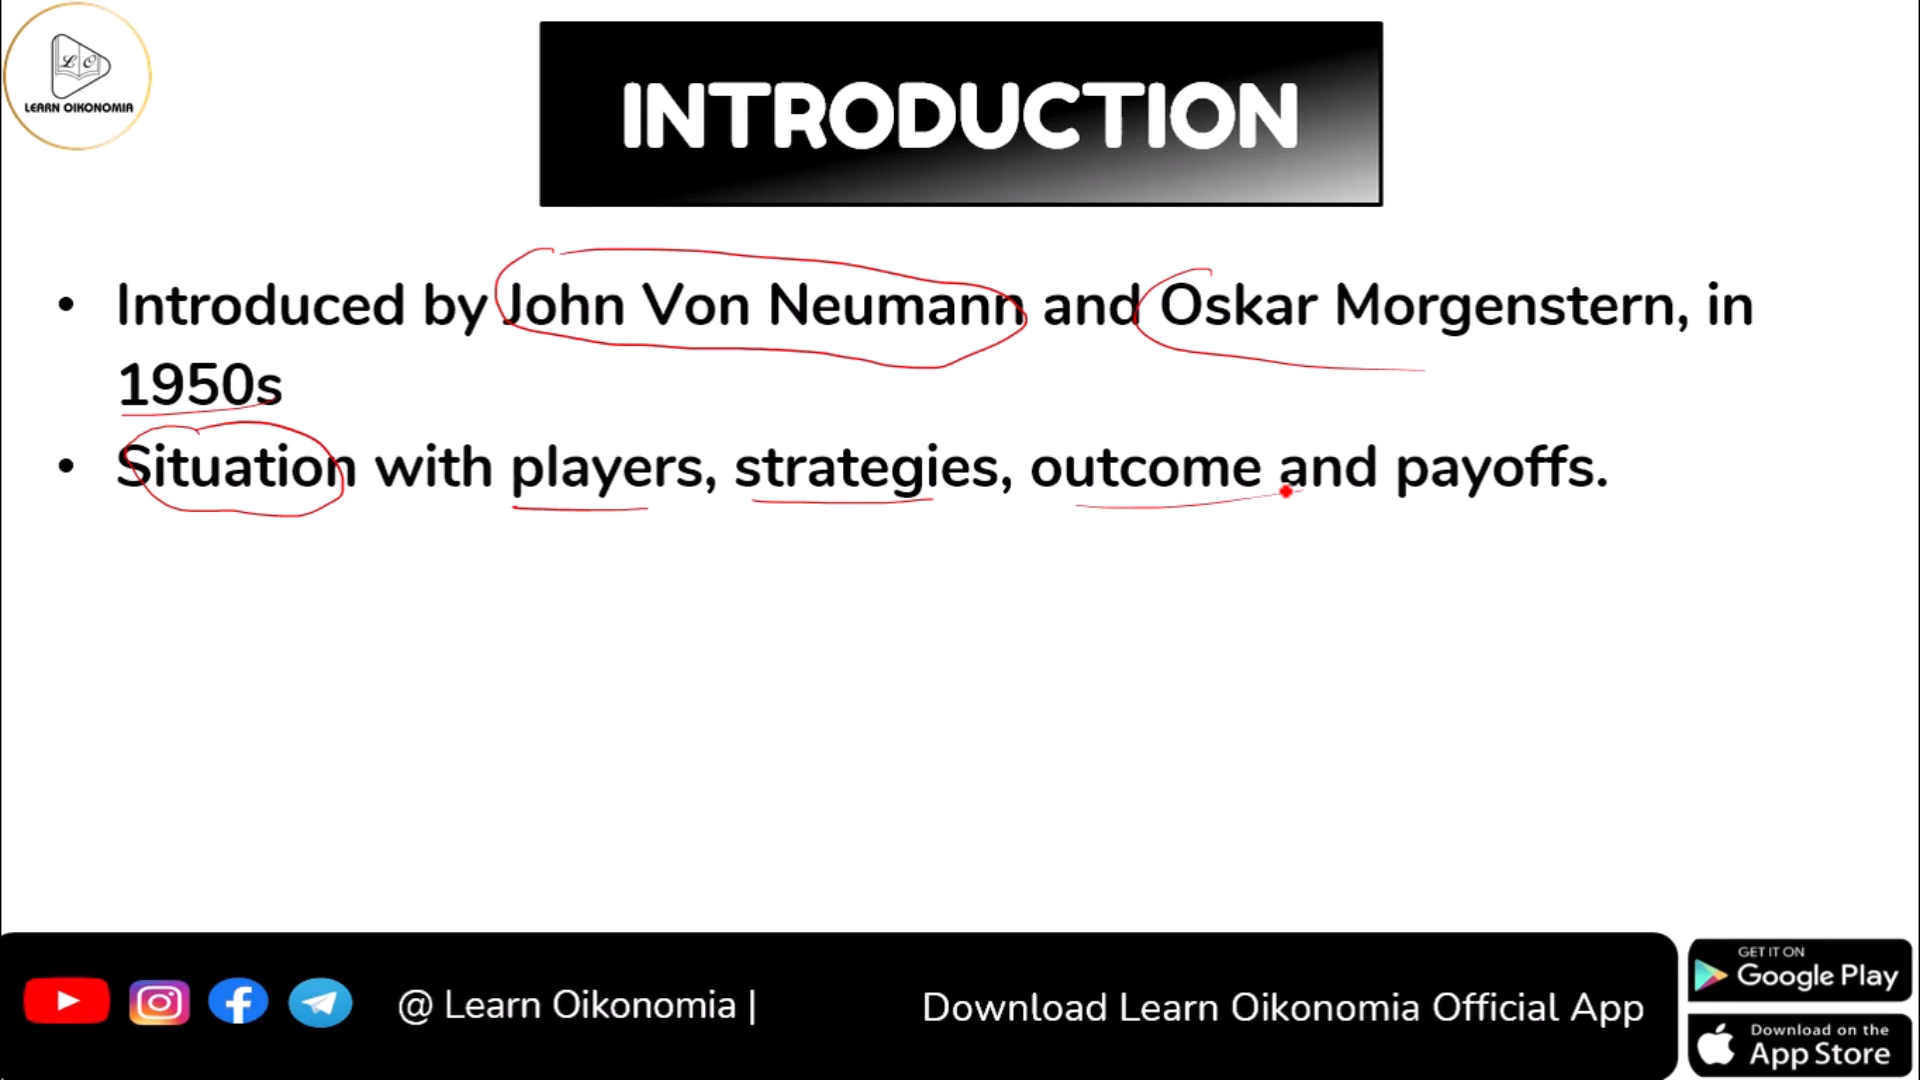 L O
LEARN OIKONOMIA
INTRODUCTION
• Introduced by John Von Neumann and Oskar Morgenstern, in
1950s
• Situation with players, strategies, outcome and payoffs.
@ Learn Oikonomia |
Download Learn Oikonomia Official App
GET IT ON
Google Play
Download on the
App Store